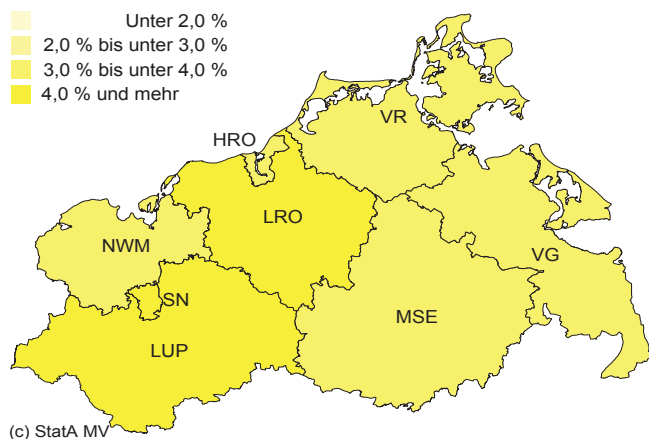 Unter 2,0 %
2,0 % bis unter 3,0 %
3,0 % bis unter 4,0 %
4,0 % und mehr
VR
HRO
LRO
NWM
VG
SN
MSE
LUP
(c) StatA MV